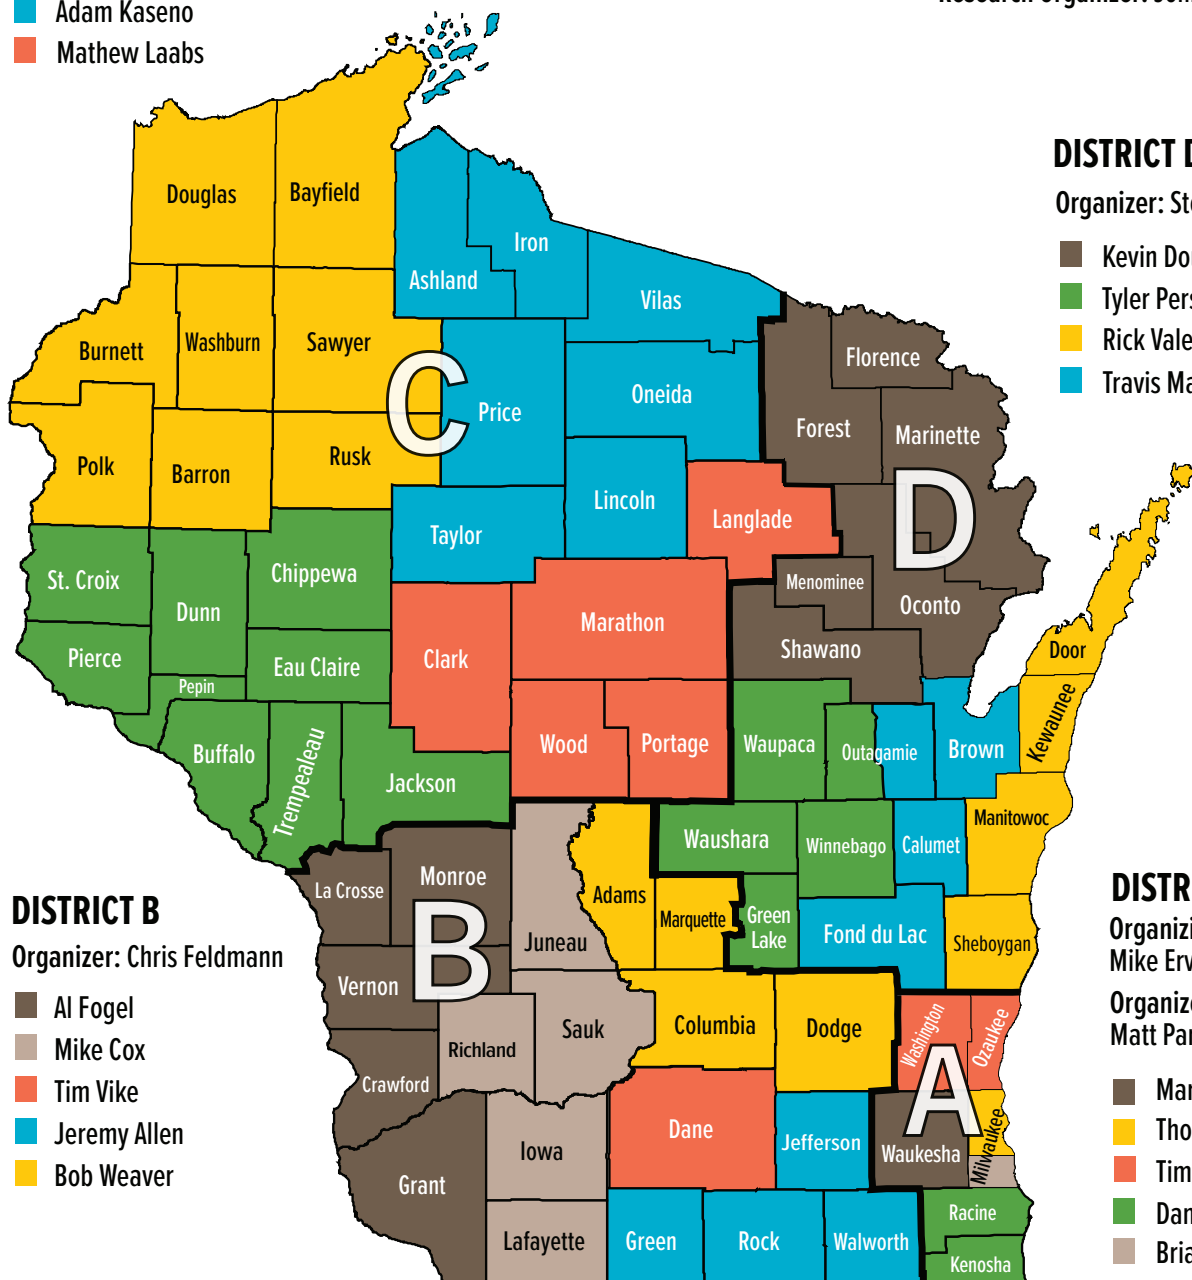 Adam Kaseno
Mathew Laabs
Research Organizer:
DISTRICT
Organizer:
Kevin
Tyler
Rick
Travis
Douglas
Bayfield
Iron
Ashland
Vilas
Burnett
Washburn
Sawyer
Florence
C
Price
Oneida
Forest
Marinette
Polk
Barron
Rusk
Lincoln
Langlade
D
Taylor
St. Croix
Chippewa
Menominee
Dunn
Marathon
Oconto
Pierce
Eau Claire
Clark
Shawano
Door
Pepin
Kewaunee
Buffalo
Trempealeau
Wood
Portage
Waupaca
Outagamie
Brown
Jackson
Manitowoc
Waushara
Winnebago
Calumet
La Crosse
Monroe
Adams
Marquette
Green
Lake
Fond du Lac
Sheboygan
B
Juneau
Vernon
Columbia
Dodge
Washington
Ozaukee
Sauk
Richland
A
Crawford
Dane
Jefferson
Waukesha
Milwaukee
Iowa
Grant
Racine
Lafayette
Green
Rock
Walworth
Kenosha
DISTRICT B
Organizer: Chris Feldmann
Al Fogel
Mike Cox
Tim Vike
Jeremy Allen
Bob Weaver
Mike
Matt
Tim